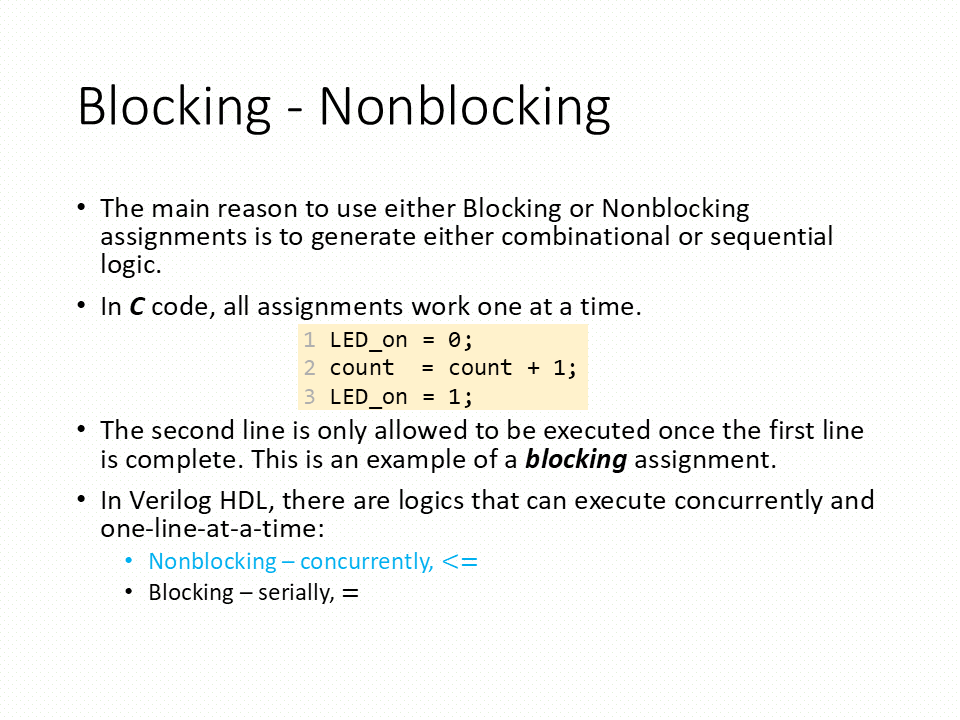 Blocking - Nonblocking
• The main reason to use either Blocking or Nonblocking
assignments is to generate either combinational or sequential
logic.
• In C code, all assignments work one at a time.
1 LED_on = 0;
2 count  = count + 1;
3 LED_on = 1;
• The second line is only allowed to be executed once the first line
is complete. This is an example of a blocking assignment.
• In Verilog HDL, there are logics that can execute concurrently and
one-line-at-a-time:
• Nonblocking – concurrently, <=
• Blocking – serially, =